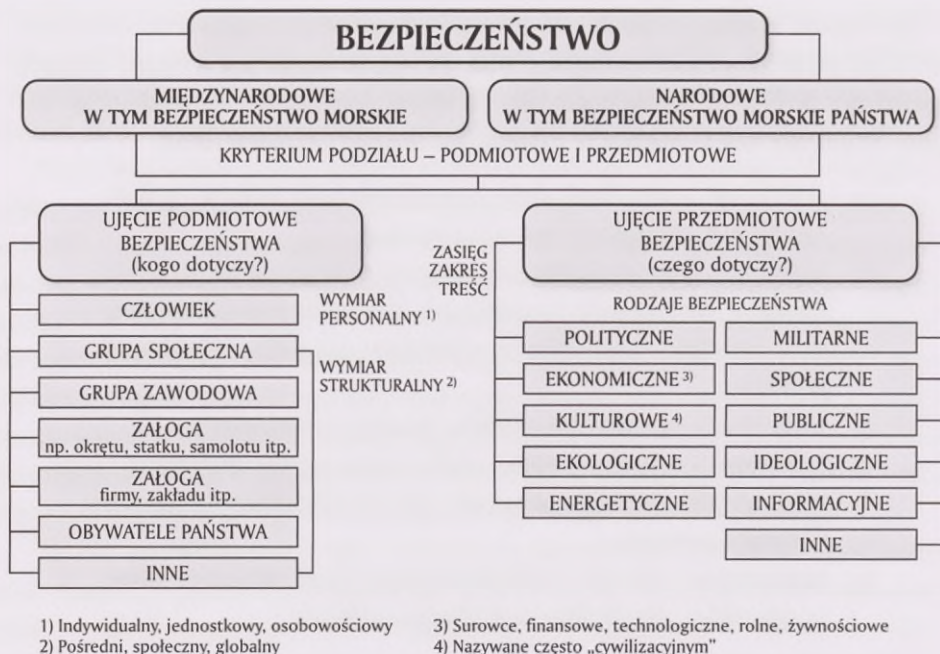 BEZPIECZEŃSTWO
MIĘDZYNARODOWE
W TYM BEZPIECZEŃSTWO MORSKIE
NARODOWE
W TYM BEZPIECZEŃSTWO MORSKIE PAŃSTWA
KRYTERIUM PODZIAŁU – PODMIOTOWE I PRZEDMIOTOWE
UJĘCIE PODMIOTOWE
BEZPIECZEŃSTWA
(kogo dotyczy?)
CZŁOWIEK
WYMIAR
PERSONALNY 1)
GRUPA SPOŁECZNA
WYMIAR
STRUKTURALNY 2)
GRUPA ZAWODOWA
ZAŁOGA
np. okrętu, statku, samolotu itp.
ZAŁOGA
firmy, zakładu itp.
OBYWATELE PAŃSTWA
INNE
ZASIĘG
ZAKRES
TREŚĆ
UJĘCIE PRZEDMIOTOWE
BEZPIECZEŃSTWA
(czego dotyczy?)
RODZAJE BEZPIECZEŃSTWA
POLITYCZNE
EKONOMICZNE 3)
KULTUROWE 4)
EKOLOGICZNE
ENERGETYCZNE
MILITARNE
SPOŁECZNE
PUBLICZNE
IDEOLOGICZNE
INFORMACYJNE
INNE
1) Indywidualny, jednostkowy, osobowościowy
2) Pośredni, społeczny, globalny
3) Surowce, finansowe, technologiczne, rolne, żywnościowe
4) Nazywane często „cywilizacyjnym"